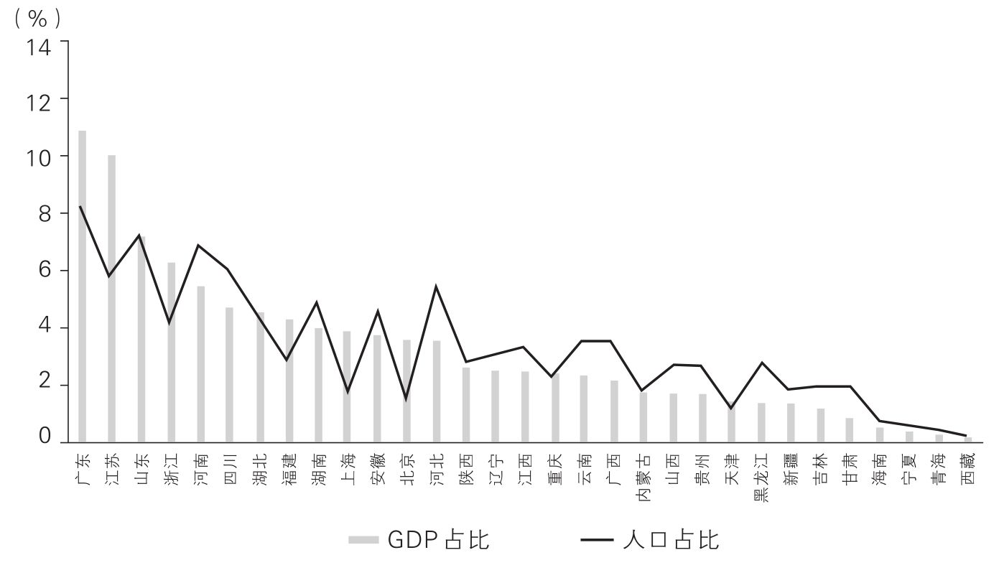 (%)
14
12
10
8
6
4
2
0
广东
江苏
山东
浙江
河南
四川
湖北
福建
湖南
上海
安徽
北京
河北
陕西
辽宁
江西
重庆
云南
广西
内蒙古
山西
贵州
天津
黑龙江
新疆
吉林
甘肃
海南
宁夏
青海
西藏
GDP占比
人口占比